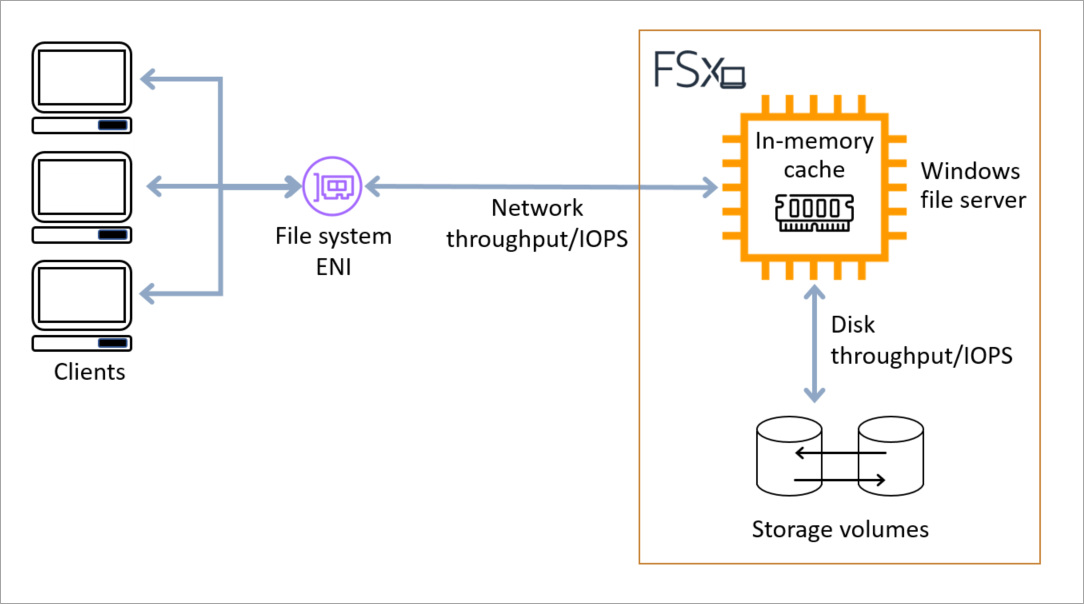 FSx
In-memory
cache
Windows
file server
Network
throughput/IOPS
File system
ENI
Disk
throughput/IOPS
Clients
Storage volumes